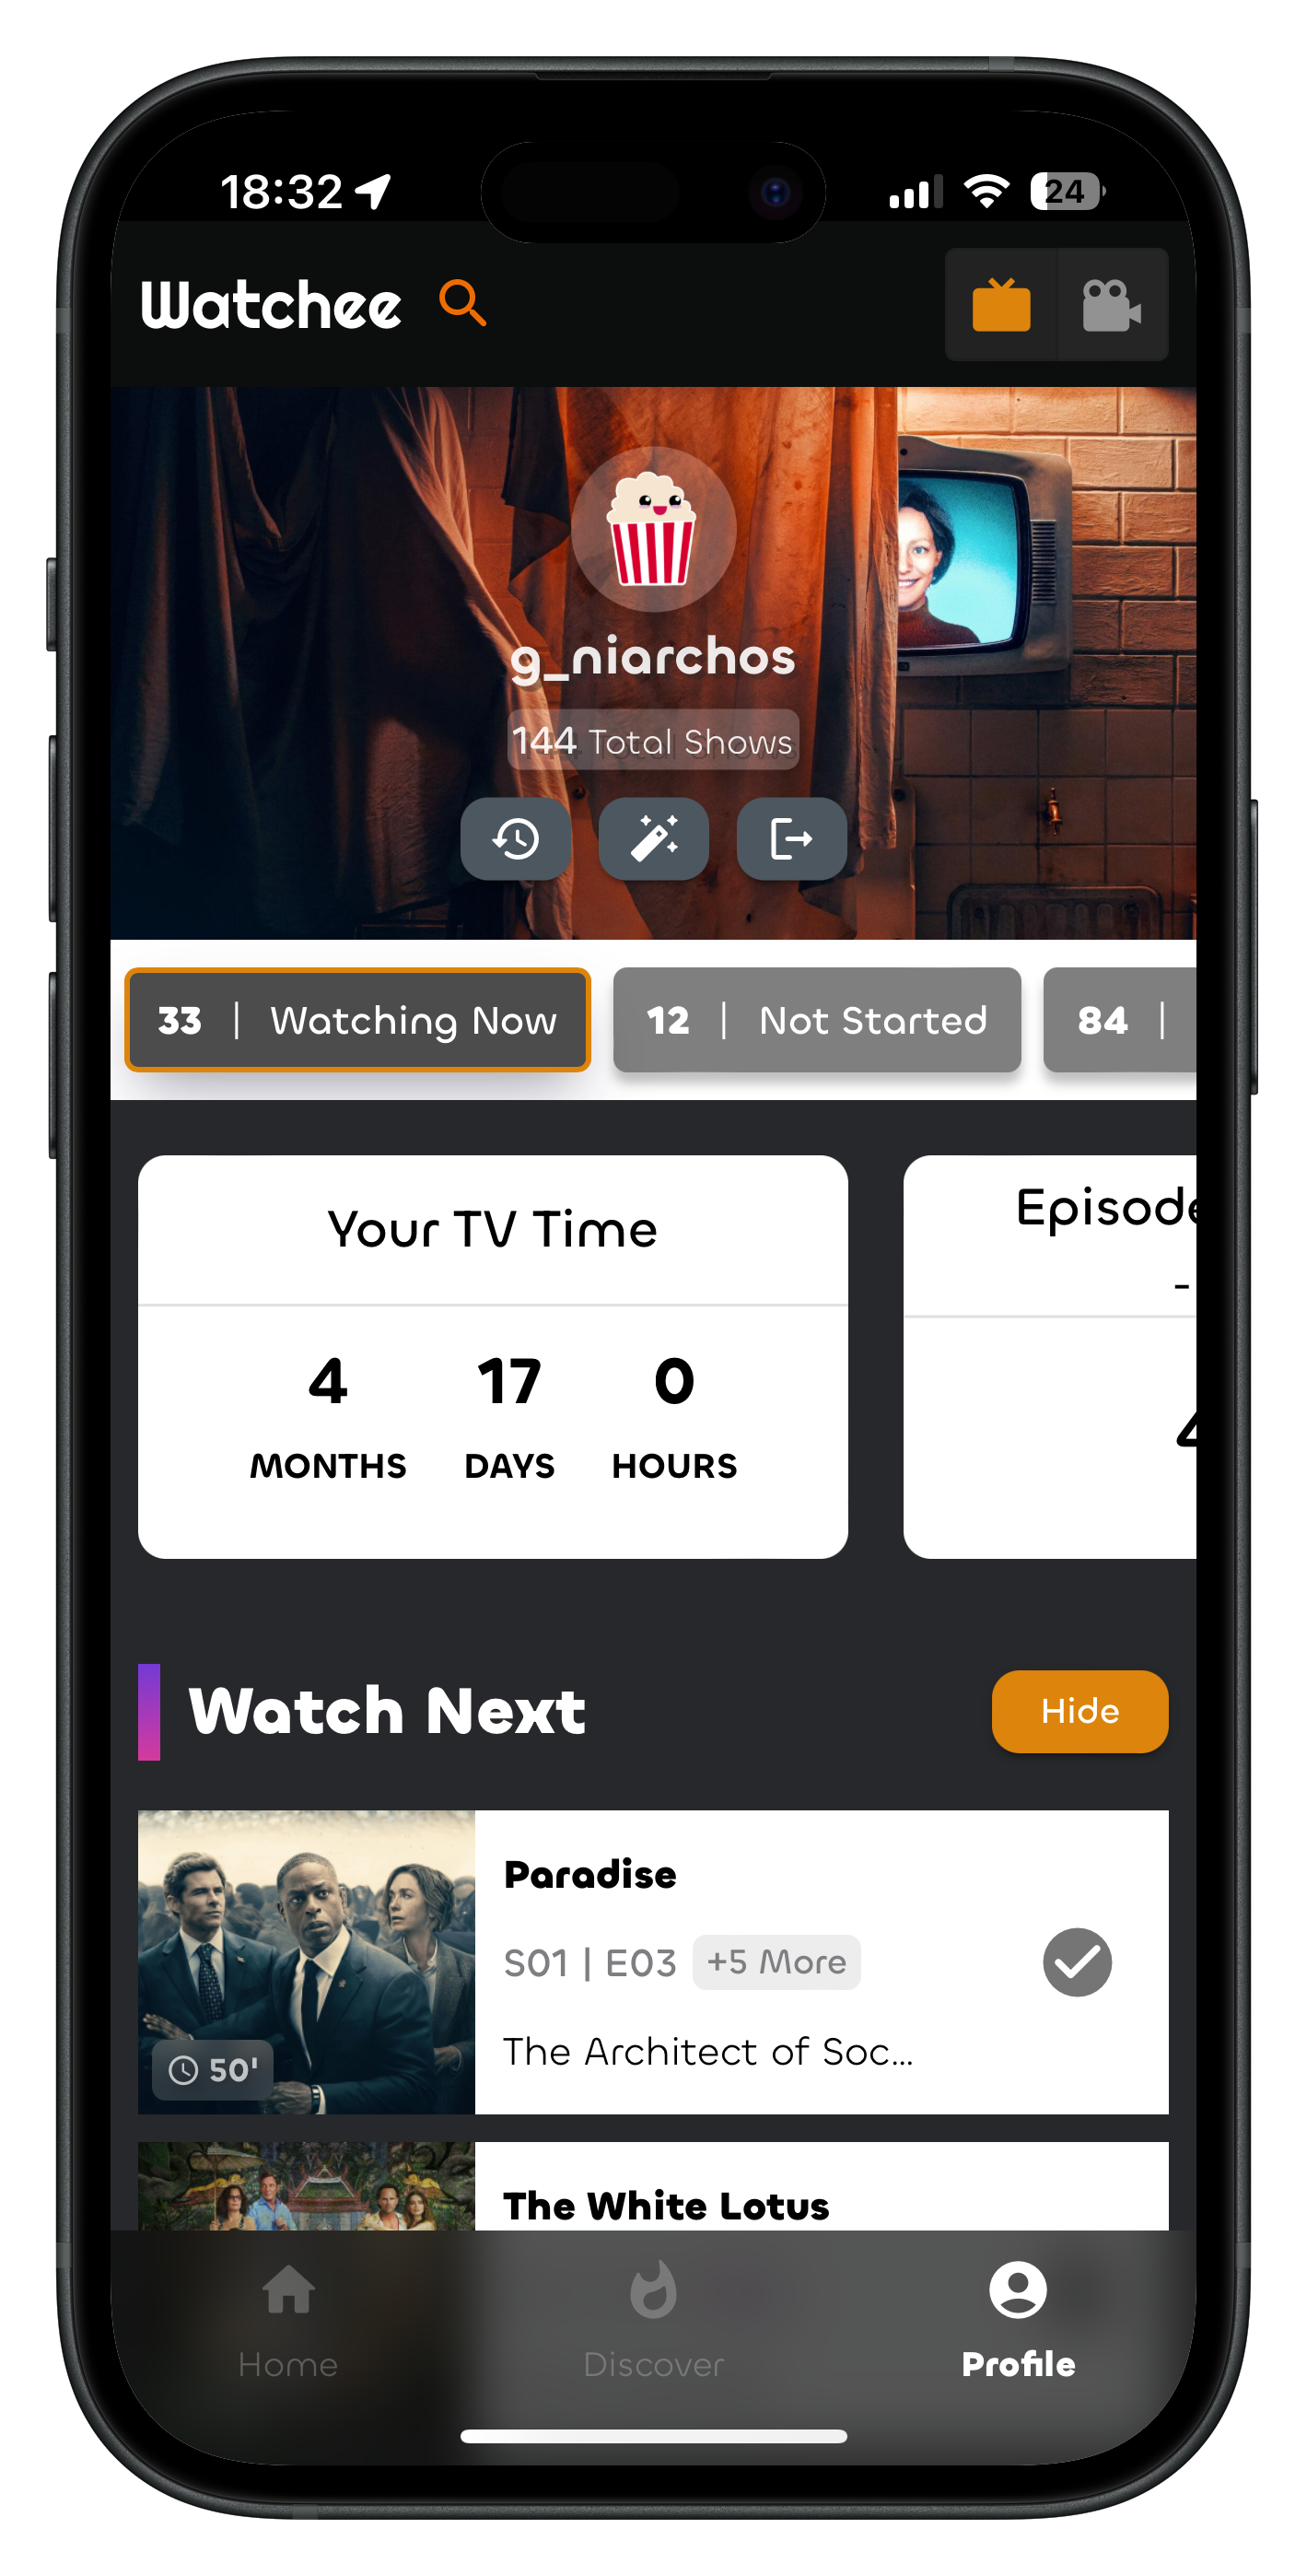 18:32
24
Watchee
g_niarchos
144 Total Shows
33 | Watching Now
12 | Not Started
84 |
Your TV Time
4 17 0
MONTHS DAYS HOURS
Episode
-
4
Watch Next
Hide
Paradise
S01 | E03 +5 More
The Architect of Soc...
50'
The White Lotus
Home
Discover
Profile